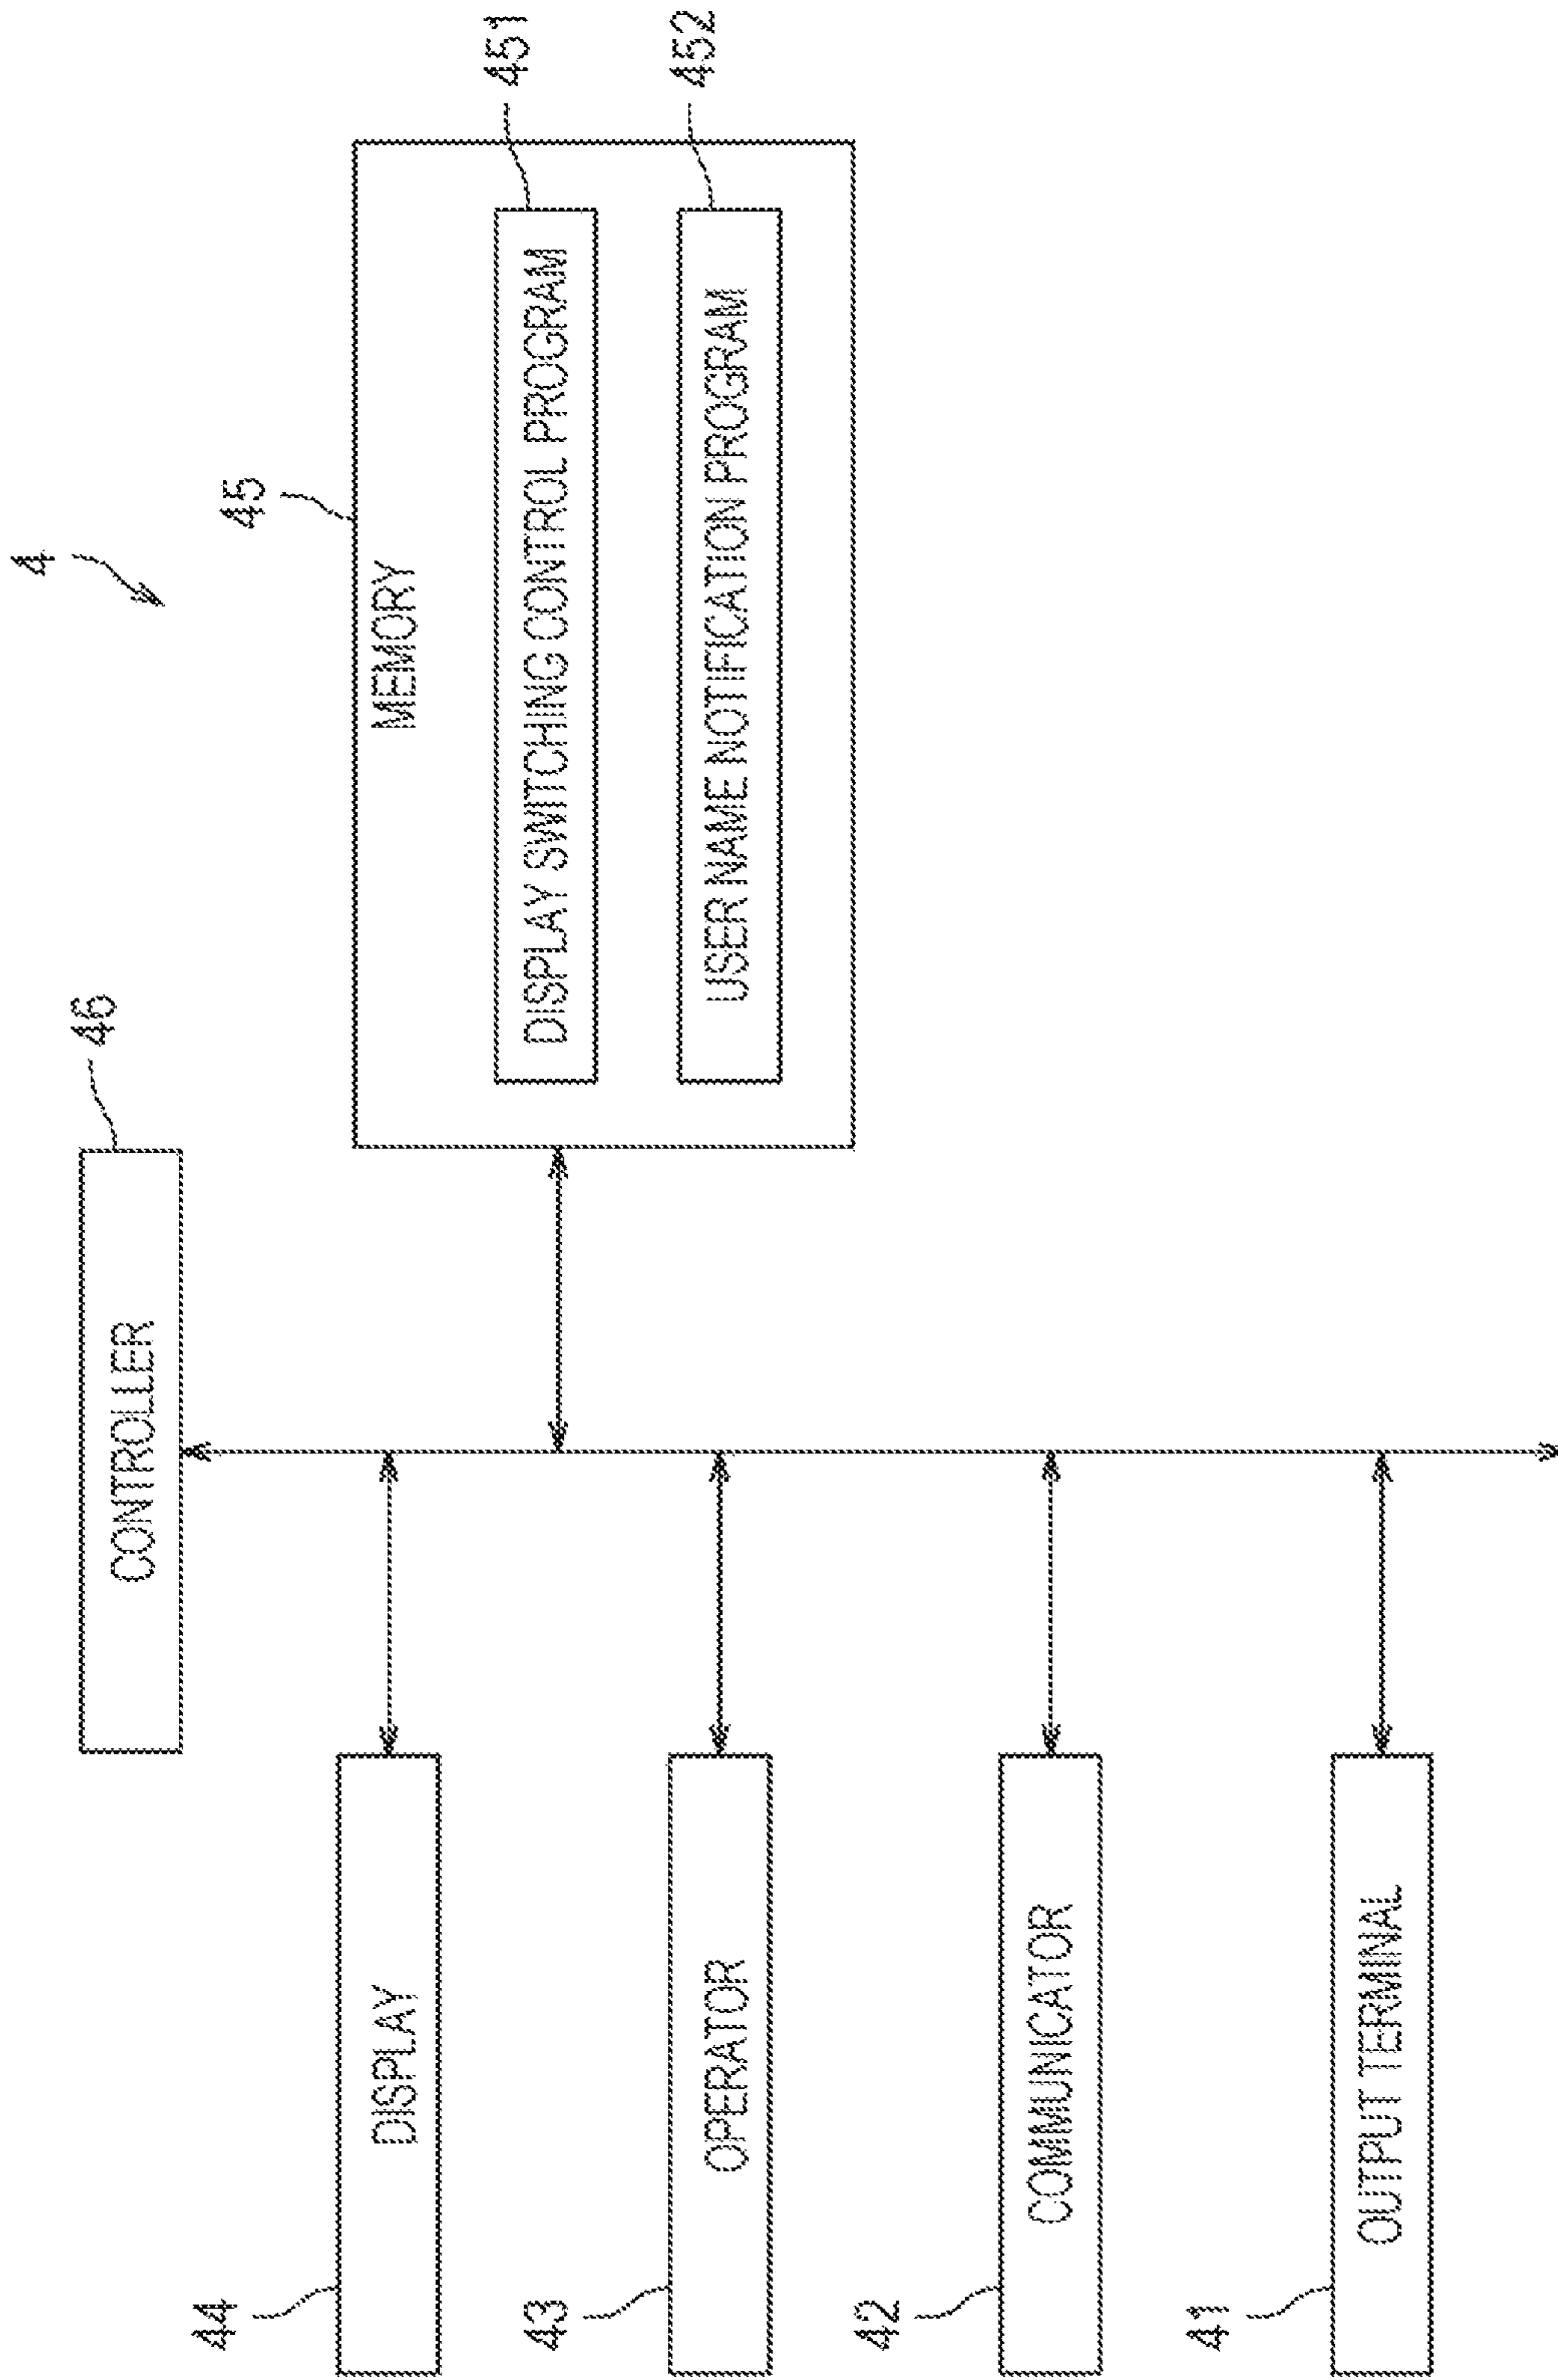 4
46
CONTROLLER
45
MEMORY
44
DISPLAY
451
DISPLAY SWITCHING CONTROL PROGRAM
43
OPERATOR
452
USER NAME NOTIFICATION PROGRAM
42
COMMUNICATOR
41
OUTPUT TERMINAL